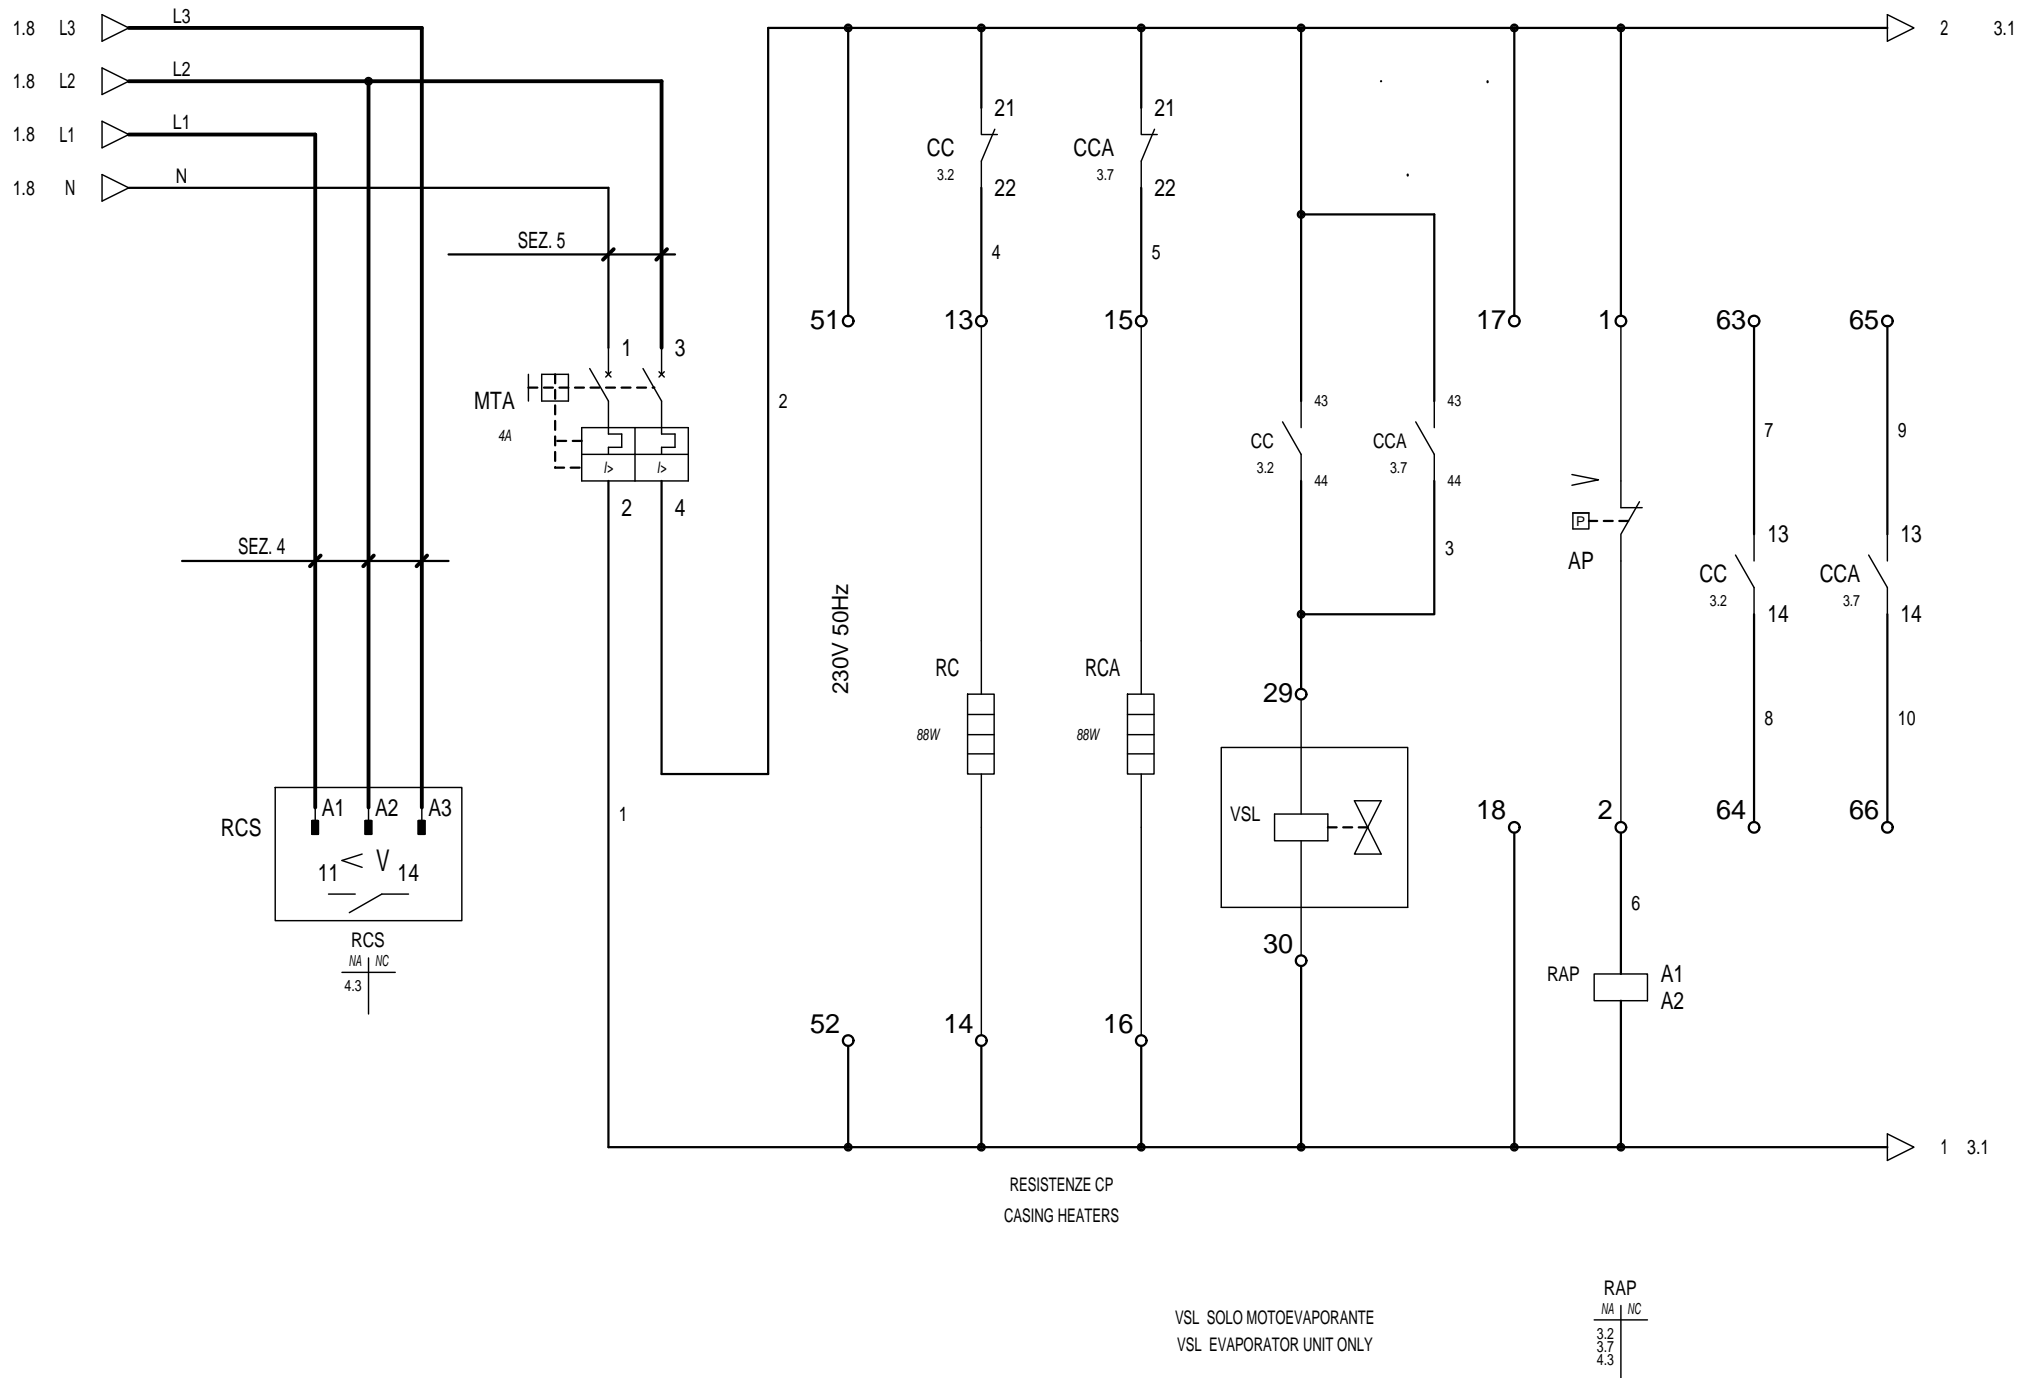 1.8 L3 L3 2 3.1
1.8 L2 L2
1.8 L1 L1
1.8 N N
21 21
CC CCA
3.2 3.7
22 22
SEZ. 5 4 5
51 13 15 17 1 63 65
1 3
MTA 2 43 43
4A CC CCA 7 9
3.2 3.7
I> I> 44 44
2 4 V
P 13 13
SEZ. 4 3 AP
CC CCA
3.2 3.7
230V 50Hz 14 14
RC RCA
29
88W 88W 8 10
A1 A2 A3 VSL 18 2 64 66
RCS 1
< V
11 14
6
RCS 30
NA NC RAP A1
4.3 A2
52 14 16
1 3.1
RESISTENZE CP
CASING HEATERS
RAP
VSL SOLO MOTOEVAPORANTE NA NC
VSL EVAPORATOR UNIT ONLY 3.2
3.7
4.3